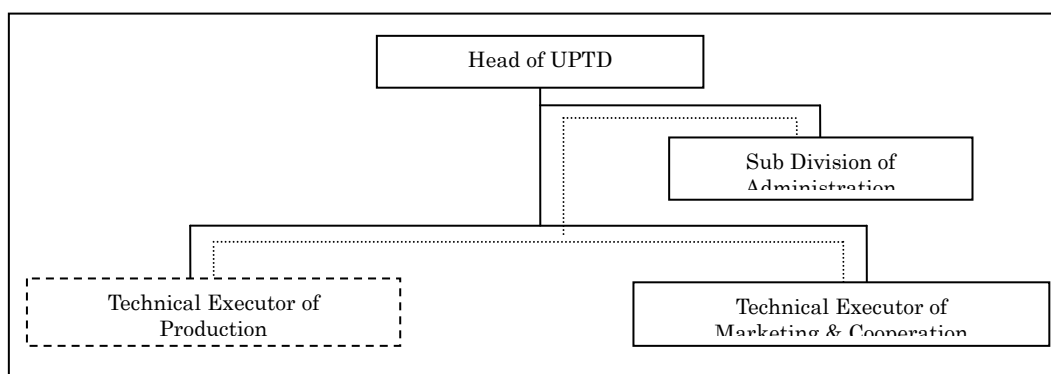 Head of UPTD
Sub Division of
Administration
Technical Executor of
Production
Technical Executor of
Marketing & Cooperation